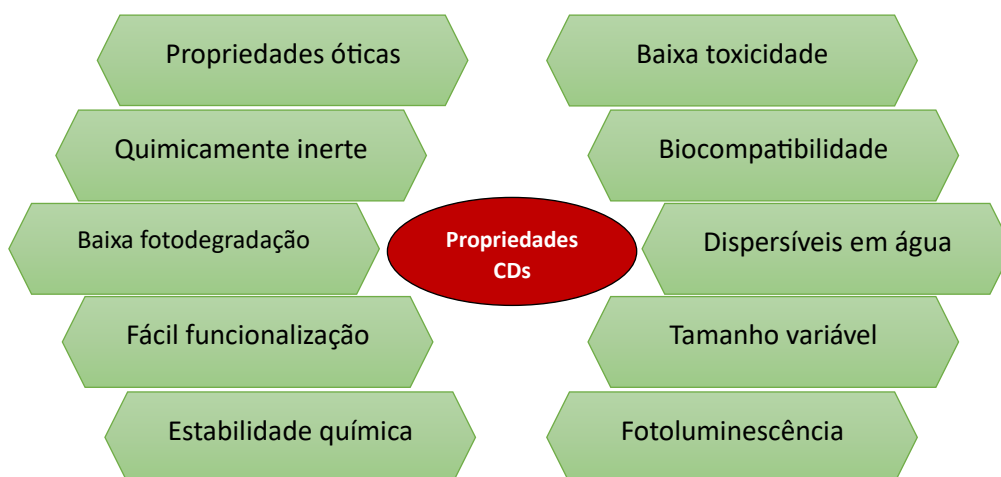 Propriedades óticas
Baixa toxicidade
Quimicamente inerte
Biocompatibilidade
Baixa fotodegradação
Propriedades
CDs
Dispersíveis em água
Fácil funcionalização
Tamanho variável
Estabilidade química
Fotoluminescência